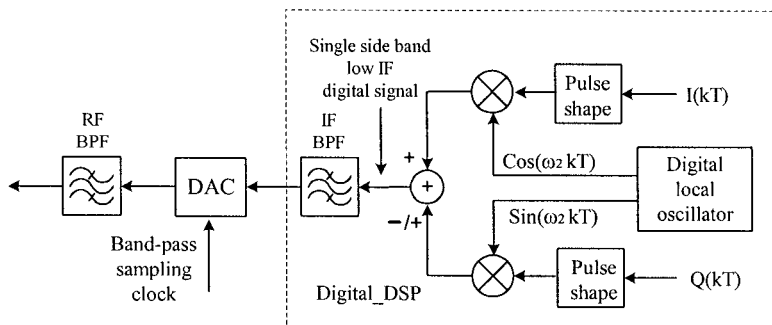 Single side band
low IF
digital signal
Pulse
shape
I(kT)
RF
BPF
IF
BPF
DAC
+
+
−/+
Cos(ω₂ kT)
Sin(ω₂ kT)
Digital
local
oscillator
Band-pass
sampling
clock
Digital_DSP
Pulse
shape
Q(kT)